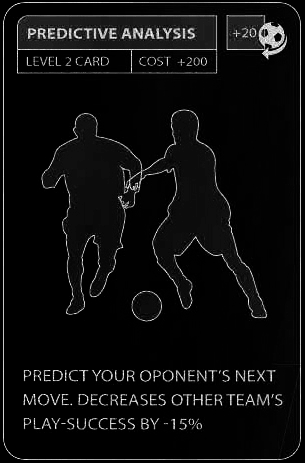 PREDICTIVE ANALYSIS
+20
LEVEL 2 CARD
COST +200
PREDICT YOUR OPONENT'S NEXT
MOVE. DECREASES OTHER TEAM'S
PLAY-SUCCESS BY -15%